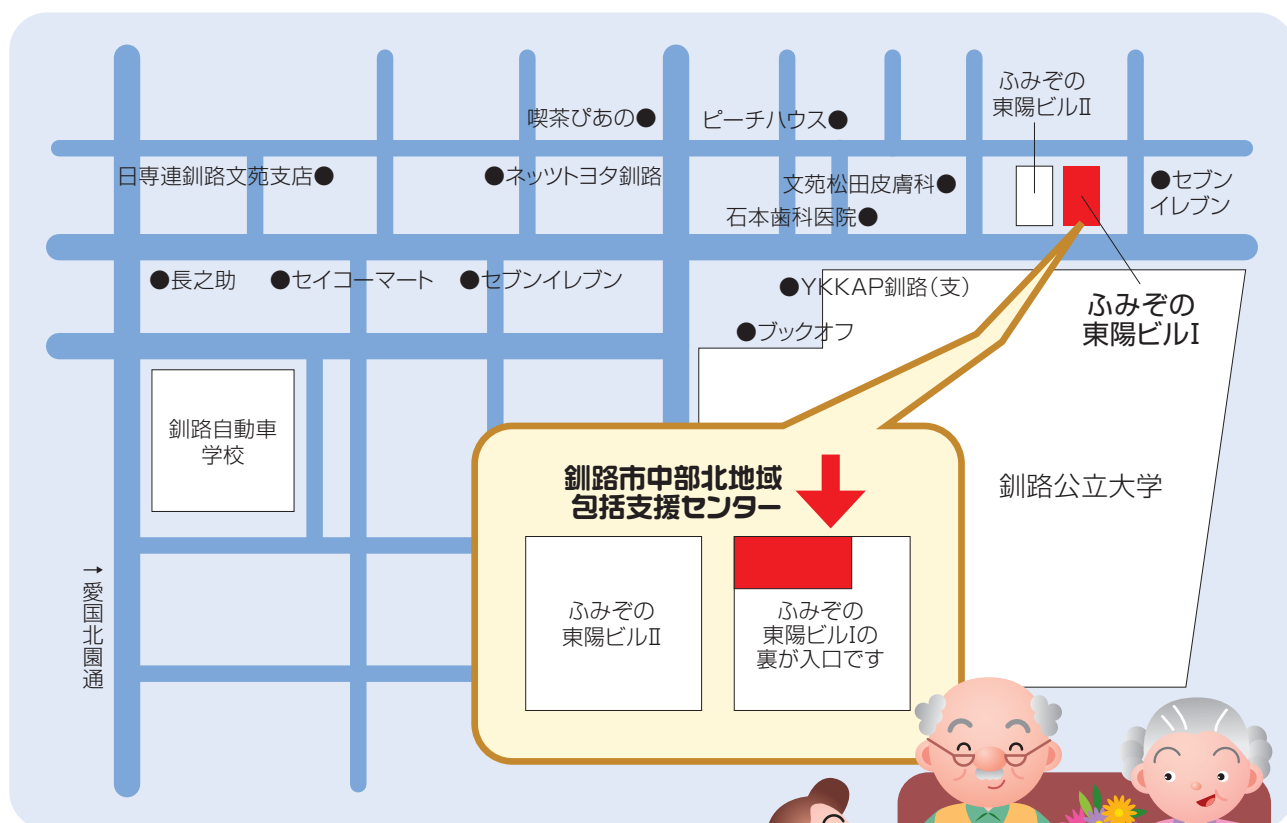 ふみぞの
東陽ビルⅡ
喫茶ぴあの●
ピーチハウス●
日専連釧路文苑支店●
●ネッツトヨタ釧路
文苑松田皮膚科●
●セブン
イレブン
石本歯科医院●
●長之助
●セイコーマート
●セブンイレブン
●YKKAP釧路(支)
ふみぞの
東陽ビルⅠ
●ブックオフ
釧路自動車
学校
釧路公立大学
釧路市中部北地域
包括支援センター
ふみぞの
東陽ビルⅡ
ふみぞの
東陽ビルⅠの
裏が入口です
↑愛国北園通